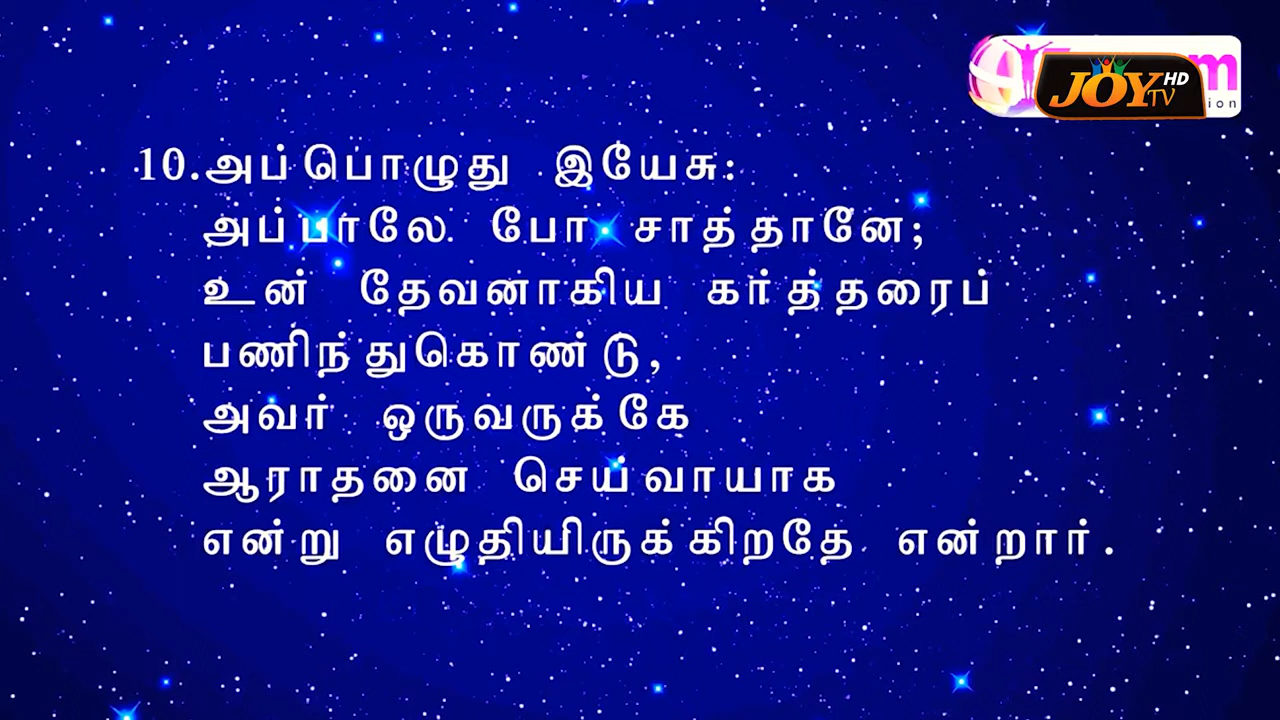 JOY TV HD
10.அப்பொழுது இயேசு:
அப்பாலே போ சாத்தானே;
உன் தேவனாகிய கர்த்தரைப்
பணிந்துகொண்டு,
அவர் ஒருவருக்கே
ஆராதனை செய்வாயாக
என்று எழுதியிருக்கிறதே என்றார்.